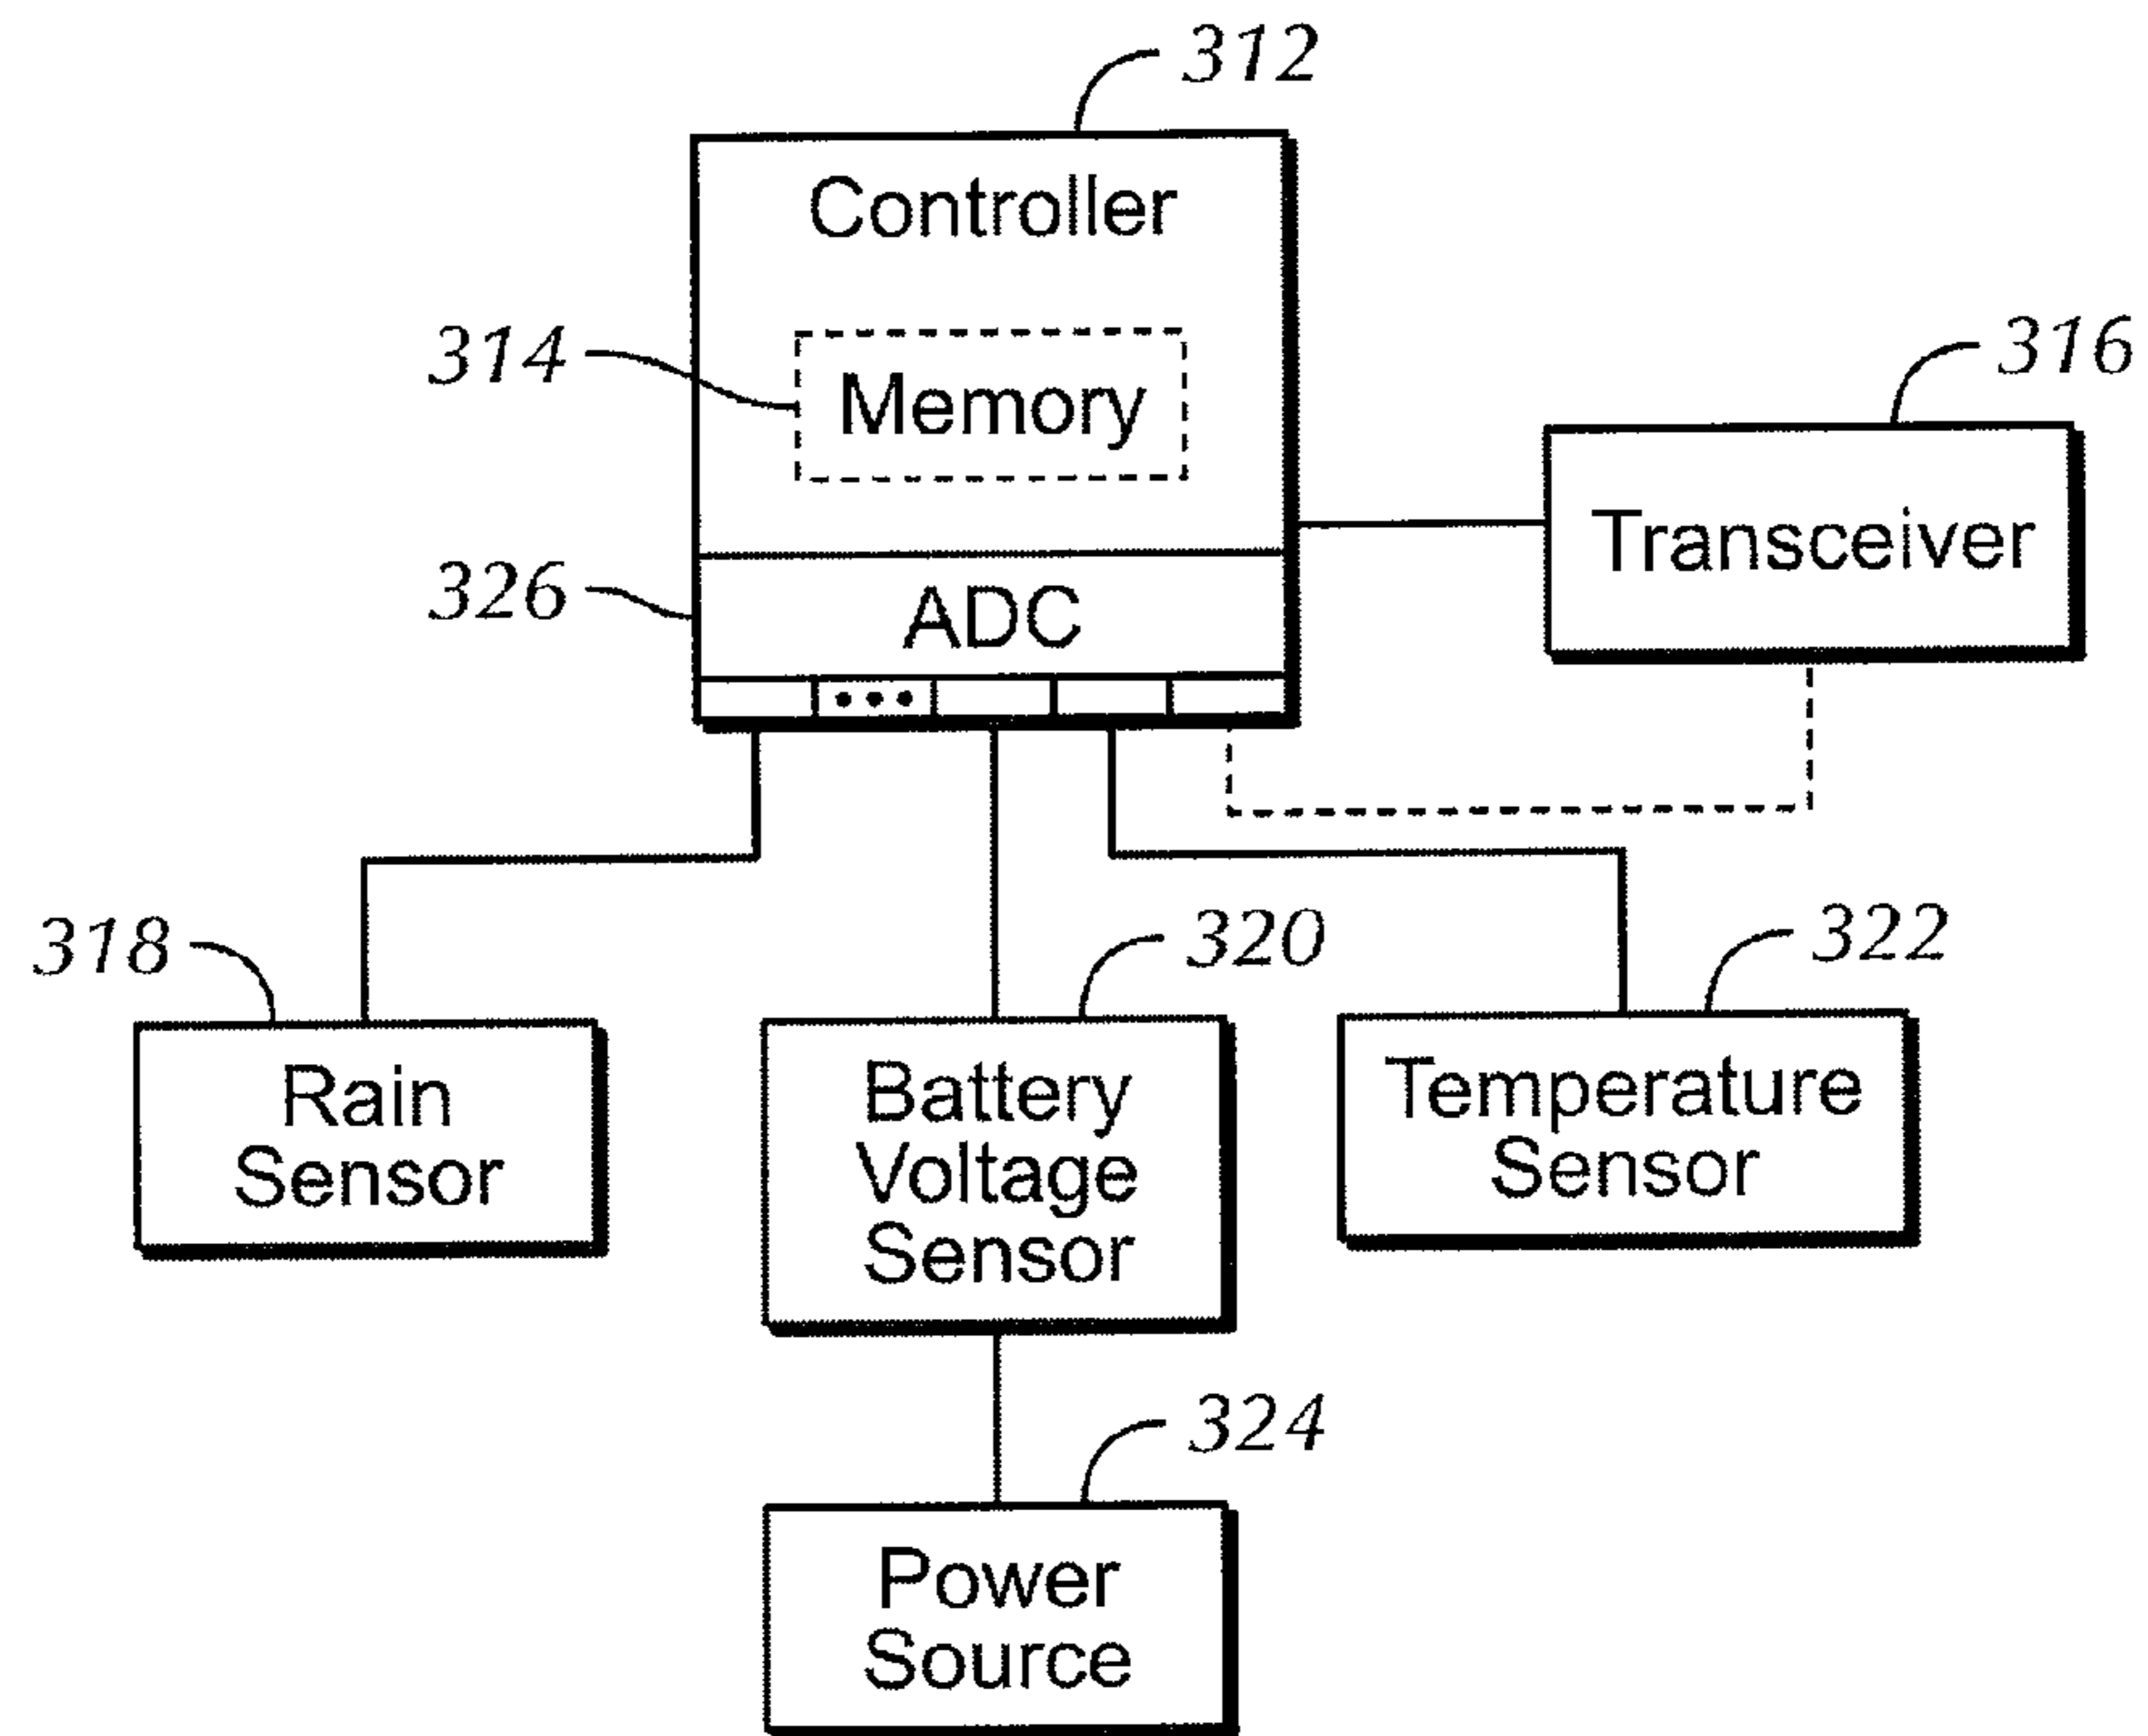 312
Controller
314
Memory
316
Transceiver
326
ADC
318
Rain
Sensor
320
Battery
Voltage
Sensor
322
Temperature
Sensor
324
Power
Source